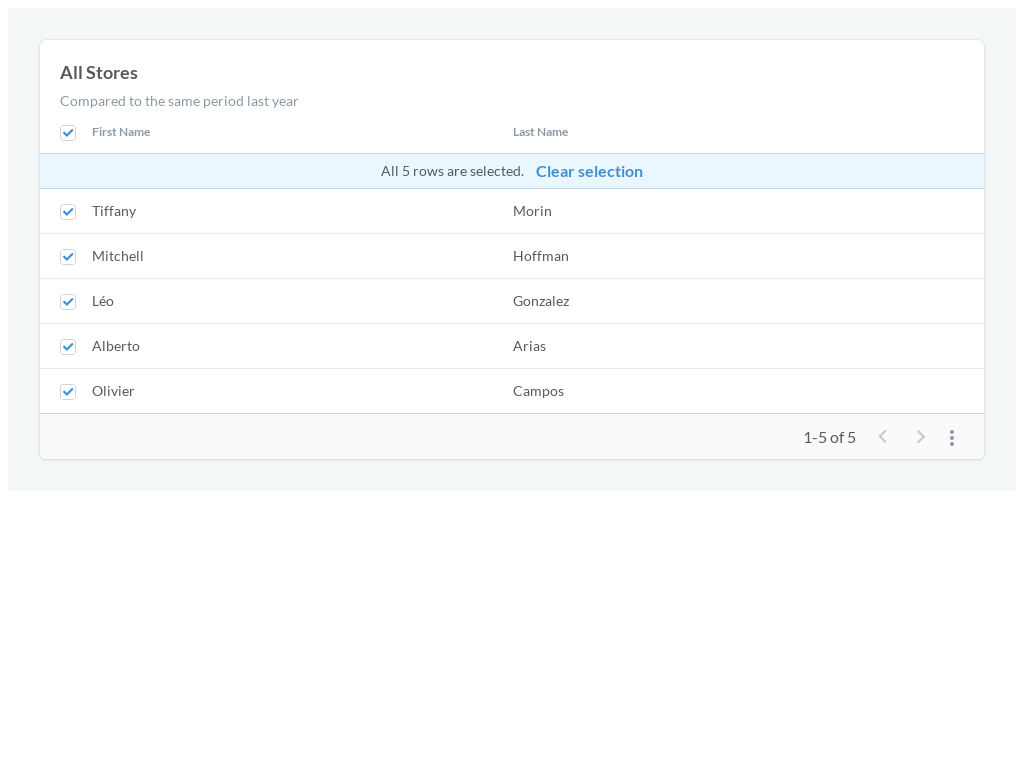 All Stores
Compared to the same period last year
First Name Last Name
All 5 rows are selected. Clear selection
Tiffany Morin
Mitchell Hoffman
Léo Gonzalez
Alberto Arias
Olivier Campos
1-5 of 5